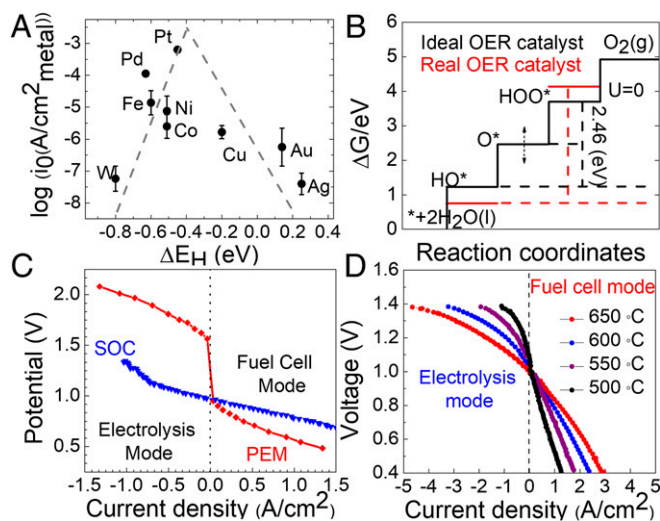 A
log (i₀(A/cm²metal))
-3
-4
-5
-6
-7
-8
Pt
Pd
Fe
Ni
Co
Cu
Au
W
Ag
-0.8 -0.6 -0.4 -0.2 0.0 0.2 0.4
ΔE_H (eV)
B
ΔG/eV
6
5
4
3
2
1
0
Ideal OER catalyst
Real OER catalyst
O₂(g)
U=0
HOO*
O*
2.46 (eV)
HO*
*+2H₂O(l)
Reaction coordinates
C
Potential (V)
2.0
1.5
1.0
0.5
SOC
Fuel Cell
Mode
Electrolysis
Mode
PEM
-1.5 -1.0 -0.5 0.0 0.5 1.0 1.5
Current density (A/cm²)
D
Voltage (V)
1.6
1.4
1.2
1.0
0.8
0.6
0.4
Fuel cell mode
650 °C
600 °C
550 °C
500 °C
Electrolysis
mode
-5 -4 -3 -2 -1 0 1 2 3 4 5
Current density (A/cm²)